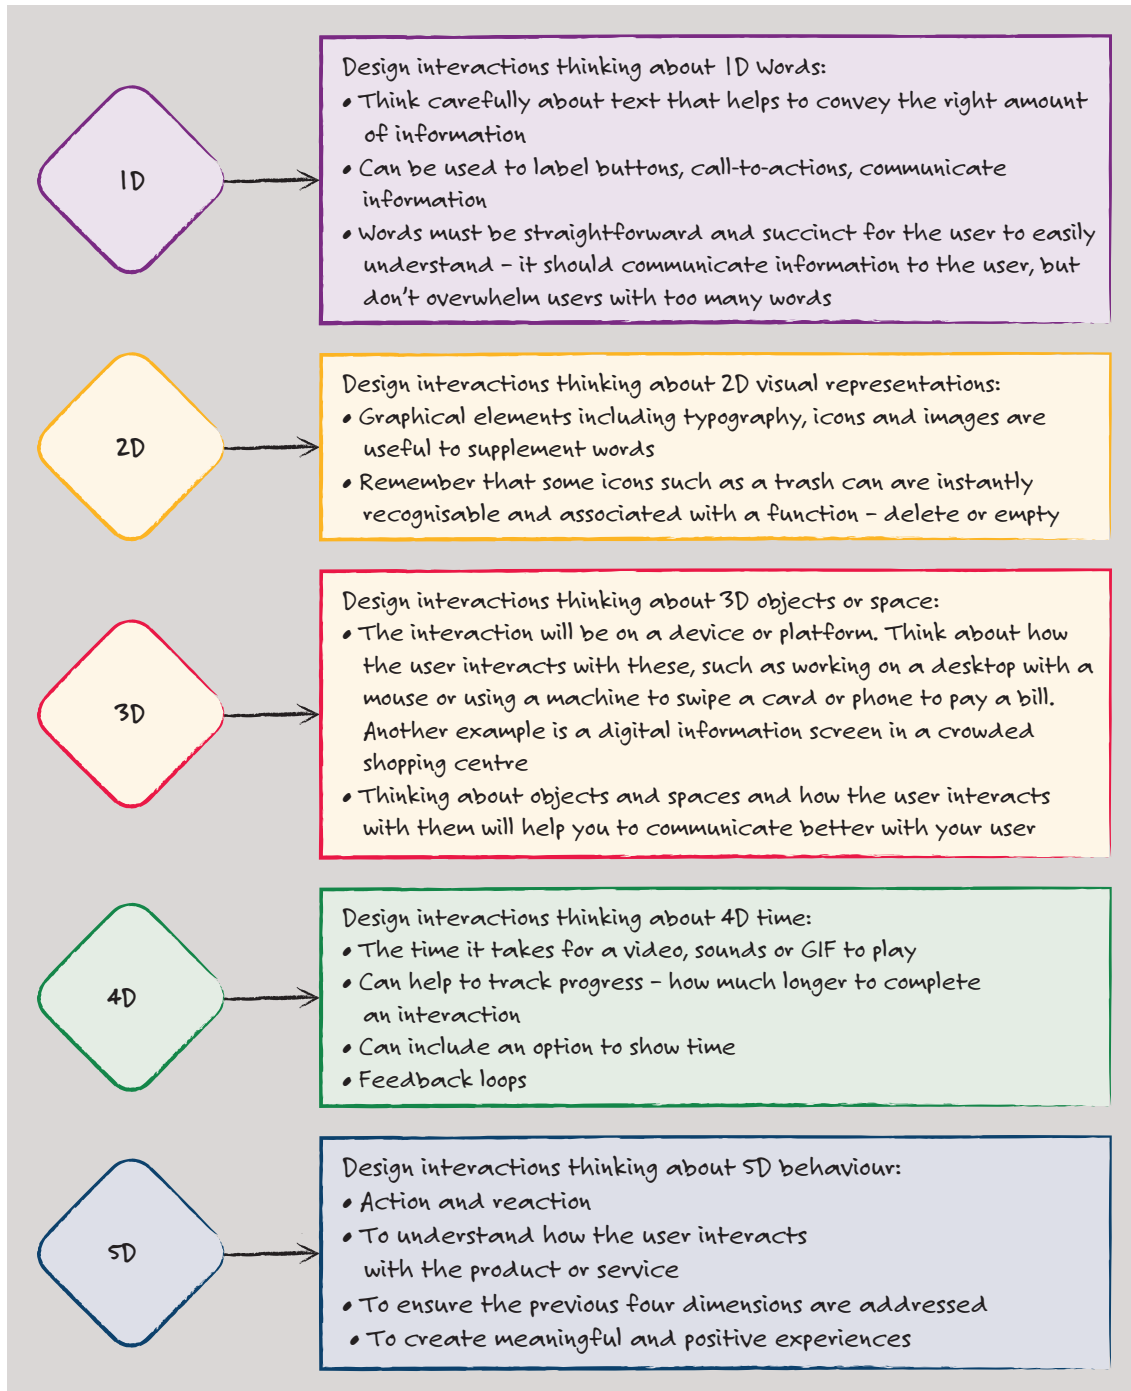 1D
Design interactions thinking about 1D Words:
• Think carefully about text that helps to convey the right amount
of information
• Can be used to label buttons, call-to-actions, communicate
information
• Words must be straightforward and succinct for the user to easily
understand – it should communicate information to the user, but
don't overwhelm users with too many words
2D
Design interactions thinking about 2D visual representations:
• Graphical elements including typography, icons and images are
useful to supplement words
• Remember that some icons such as a trash can are instantly
recognisable and associated with a function – delete or empty
3D
Design interactions thinking about 3D objects or space:
• The interaction will be on a device or platform. Think about how
the user interacts with these, such as working on a desktop with a
mouse or using a machine to swipe a card or phone to pay a bill.
Another example is a digital information screen in a crowded
shopping centre
• Thinking about objects and spaces and how the user interacts
with them will help you to communicate better with your user
4D
Design interactions thinking about 4D time:
• The time it takes for a video, sounds or GIF to play
• Can help to track progress – how much longer to complete
an interaction
• Can include an option to show time
• Feedback loops
5D
Design interactions thinking about 5D behaviour:
• Action and reaction
• To understand how the user interacts
with the product or service
• To ensure the previous four dimensions are addressed
• To create meaningful and positive experiences